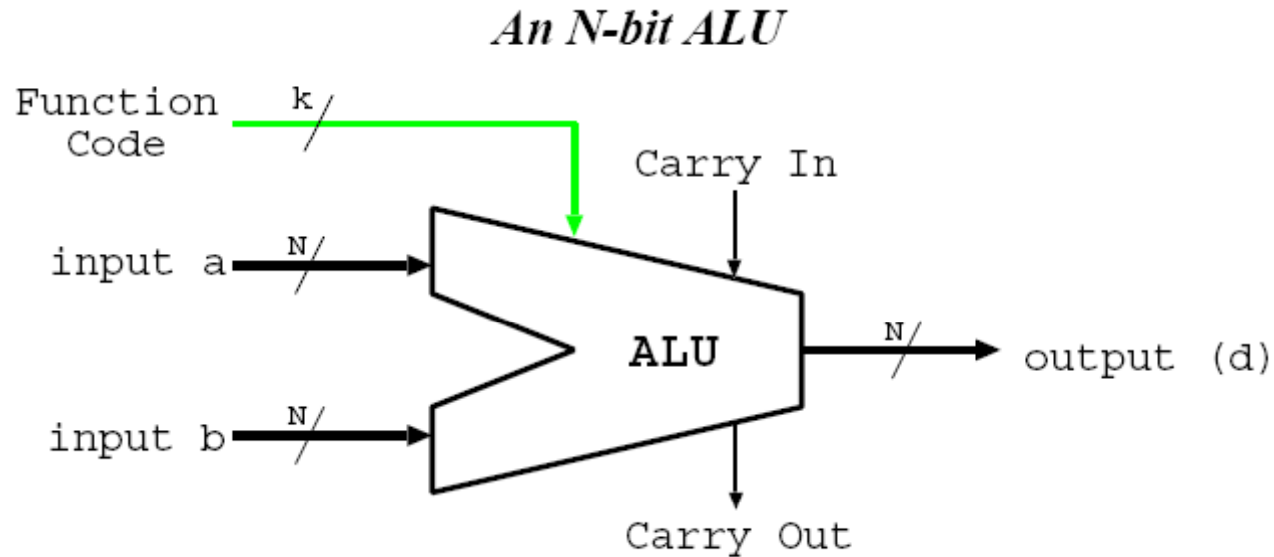 An N-bit ALU
Function
Code
k
Carry In
input a
N
ALU
N
output (d)
input b
N
Carry Out